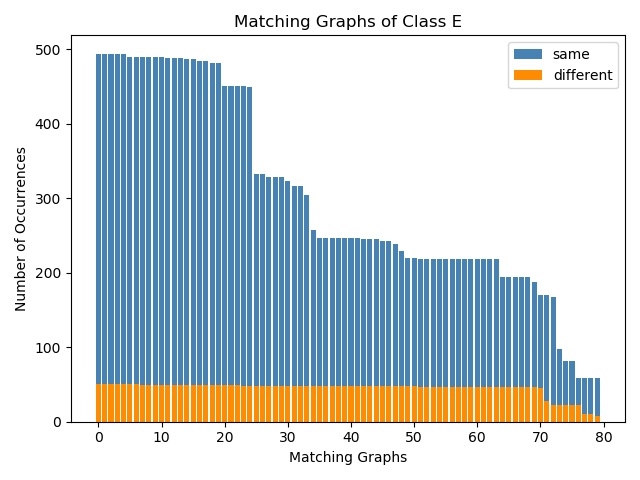 Matching Graphs of Class E
same
different
Number of Occurrences
500
400
300
200
100
0
0 10 20 30 40 50 60 70 80
Matching Graphs